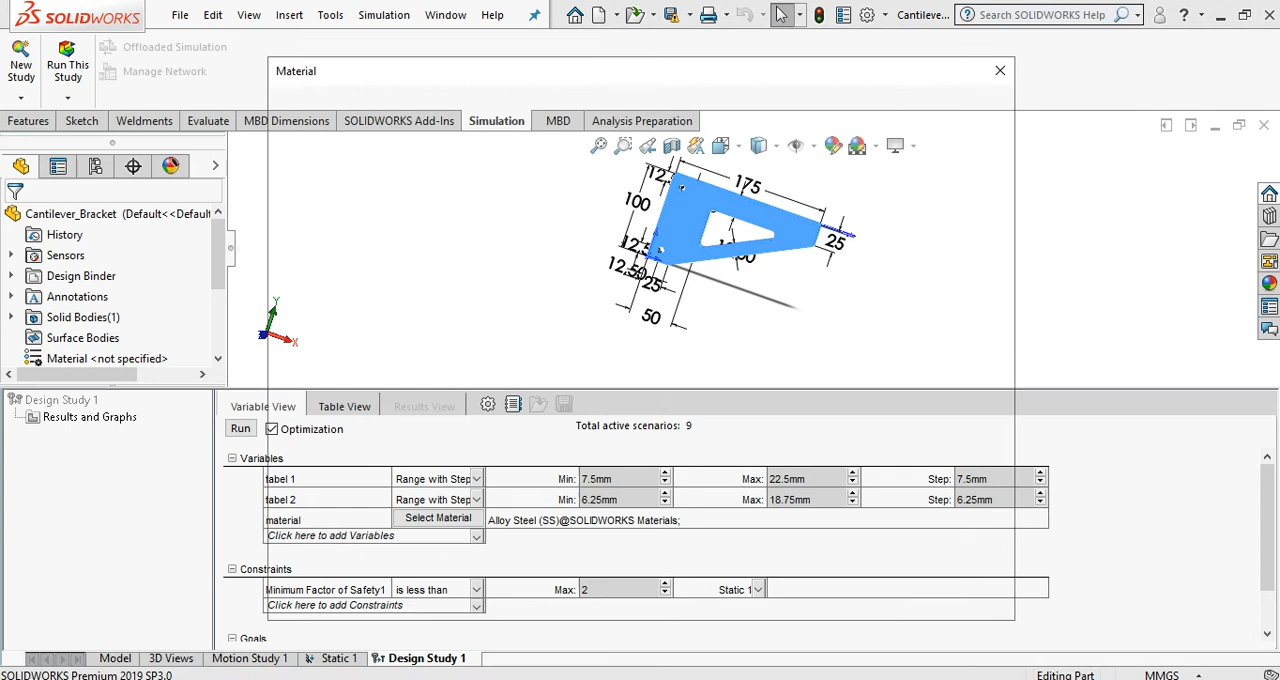 SOLIDWORKS File Edit View Insert Tools Simulation Window Help Cantileve... Search SOLIDWORKS Help ?
New Study
Run This Study
Offloaded Simulation
Manage Network
Material
Features Sketch Weldments Evaluate MBD Dimensions SOLIDWORKS Add-Ins Simulation MBD Analysis Preparation
175
100
25
12.50
25
50
Cantilever_Bracket (Default<<Default
History
Sensors
Design Binder
Annotations
Solid Bodies(1)
Surface Bodies
Material <not specified>
Y
X
Design Study 1
Results and Graphs
Variable View Table View Results View
Run Optimization Total active scenarios: 9
Variables
tabel 1 Range with Step Min: 7.5mm Max: 22.5mm Step: 7.5mm
tabel 2 Range with Step Min: 6.25mm Max: 18.75mm Step: 6.25mm
material Select Material Alloy Steel (SS)@SOLIDWORKS Materials;
Click here to add Variables
Constraints
Minimum Factor of Safety1 is less than Max: 2 Static 1
Click here to add Constraints
Goals
Model 3D Views Motion Study 1 Static 1 Design Study 1
SOLIDWORKS Premium 2019 SP3.0 Editing Part MMGS